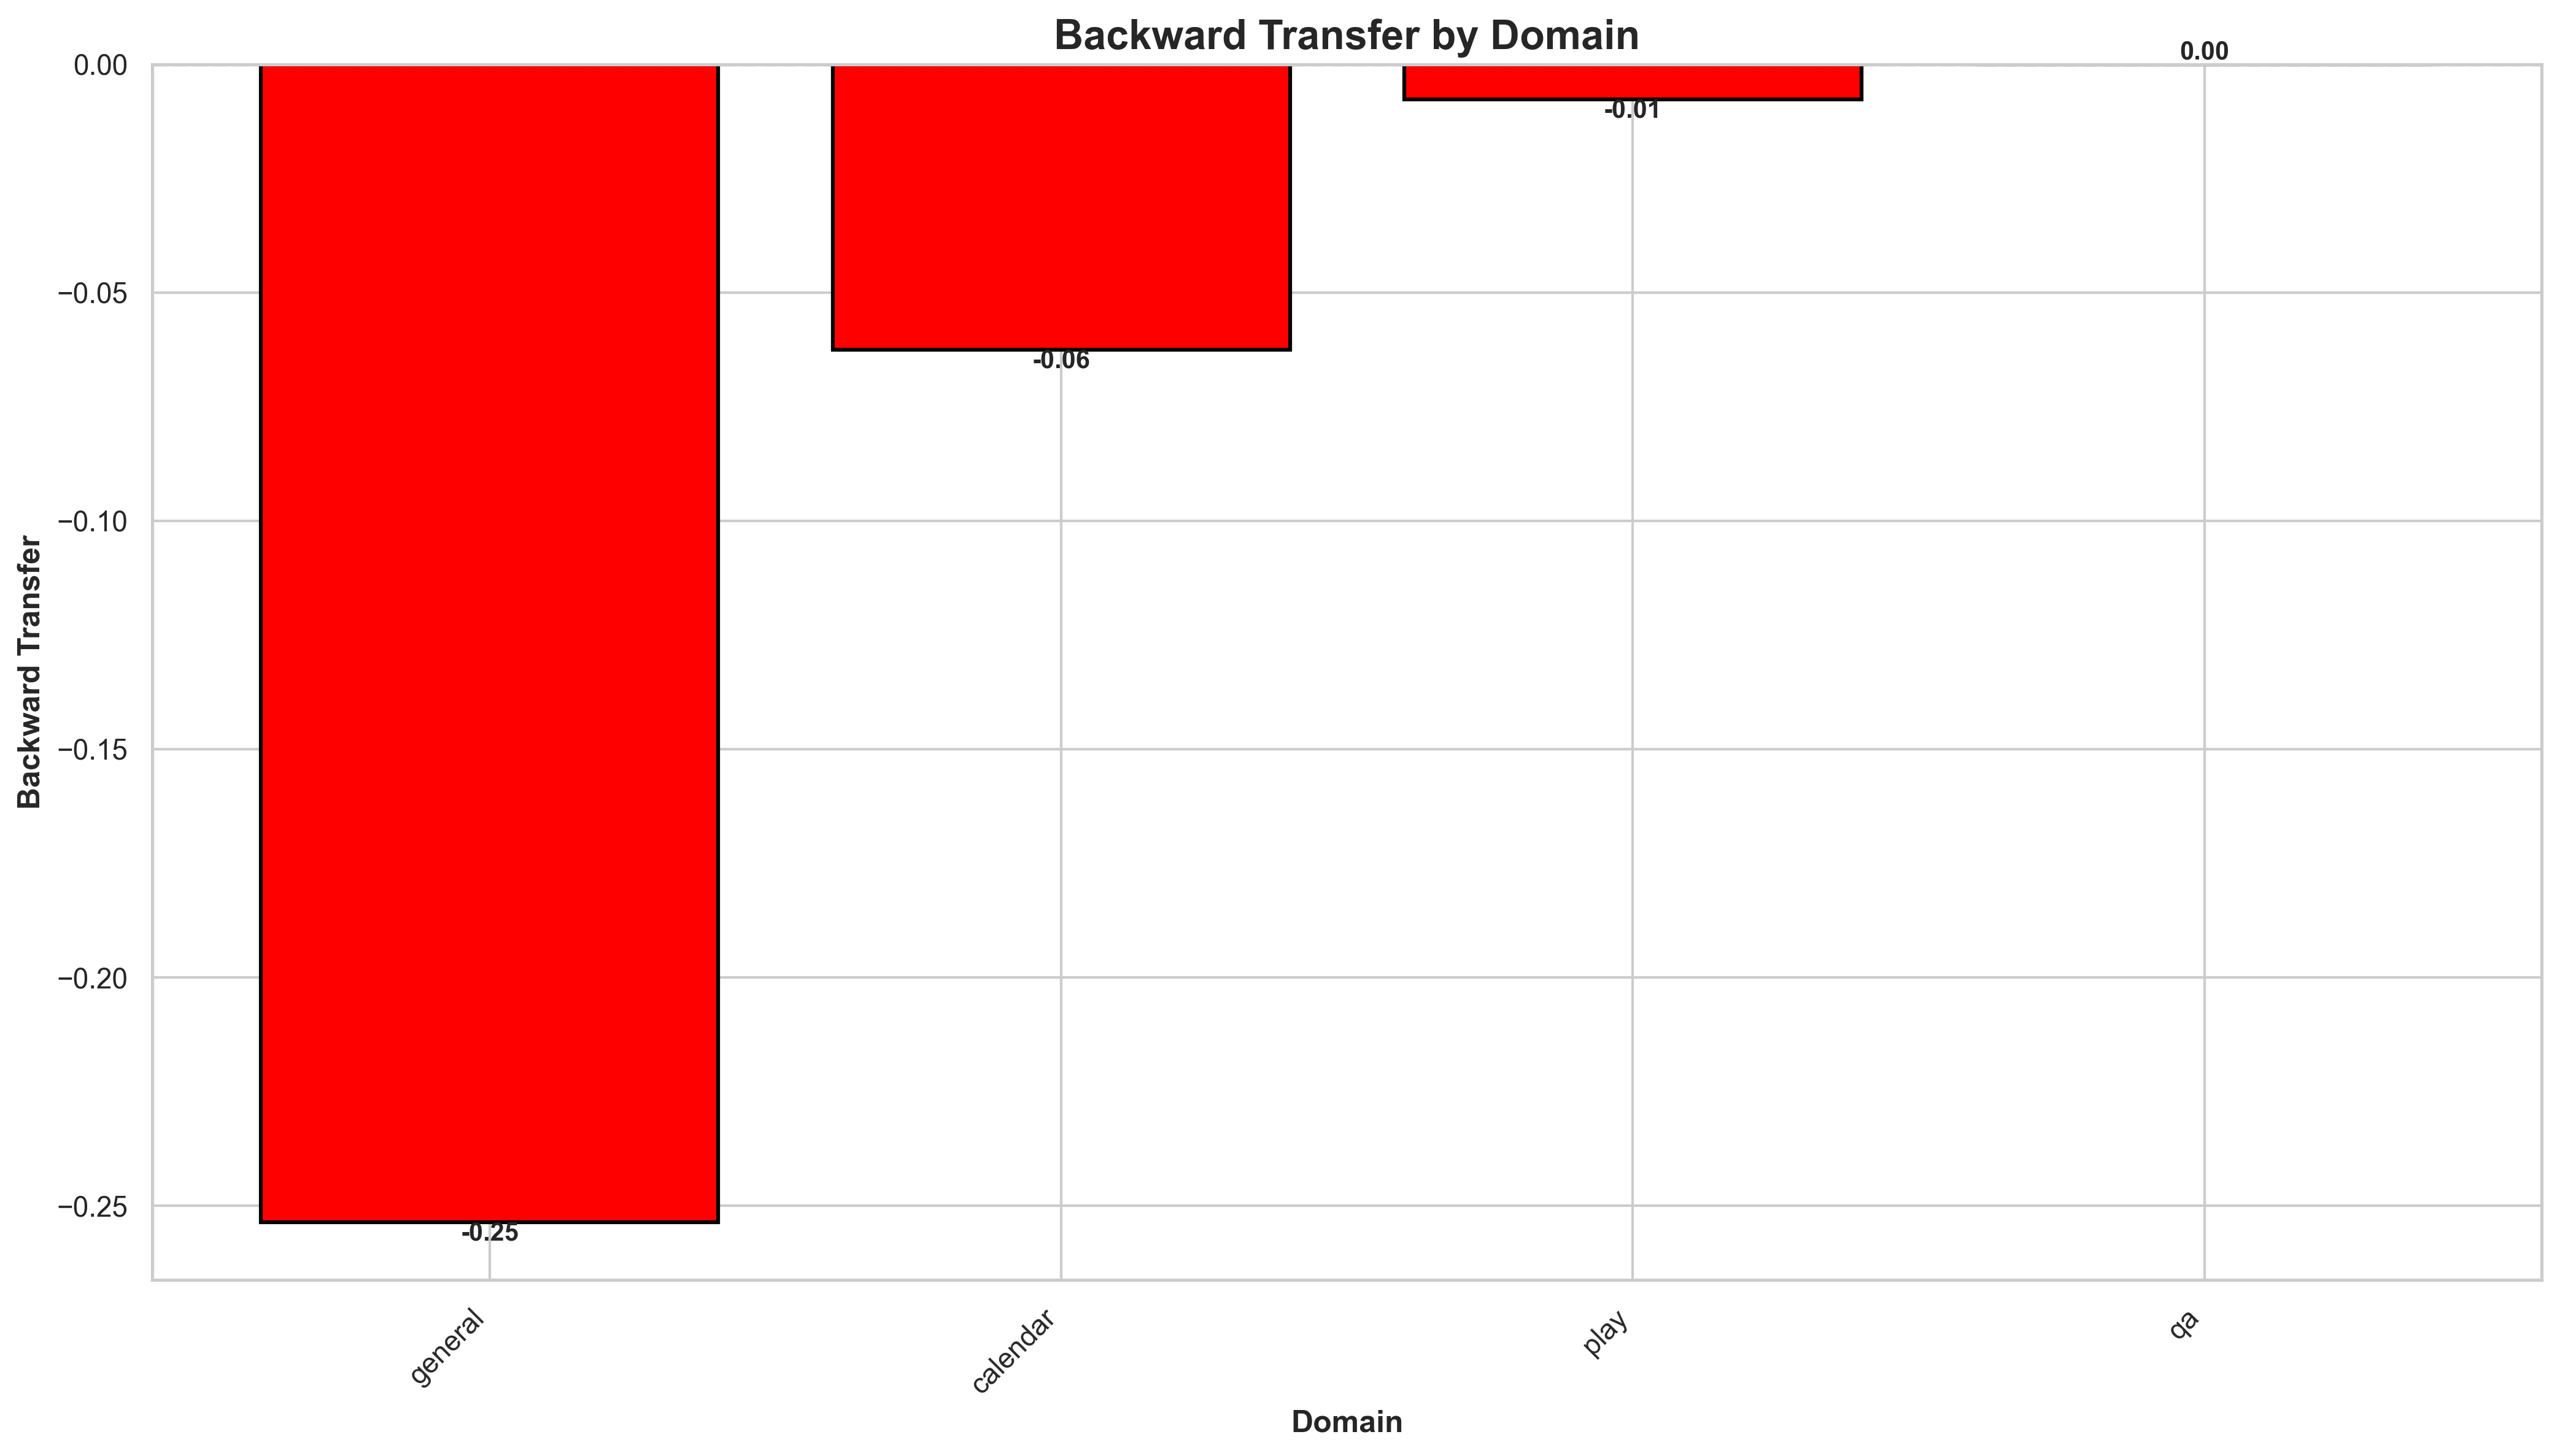 Backward Transfer by Domain
0.00
0.00
-0.01
−0.05
-0.06
−0.10
−0.15
−0.20
−0.25
-0.25
Backward Transfer
general
calendar
play
qa
Domain